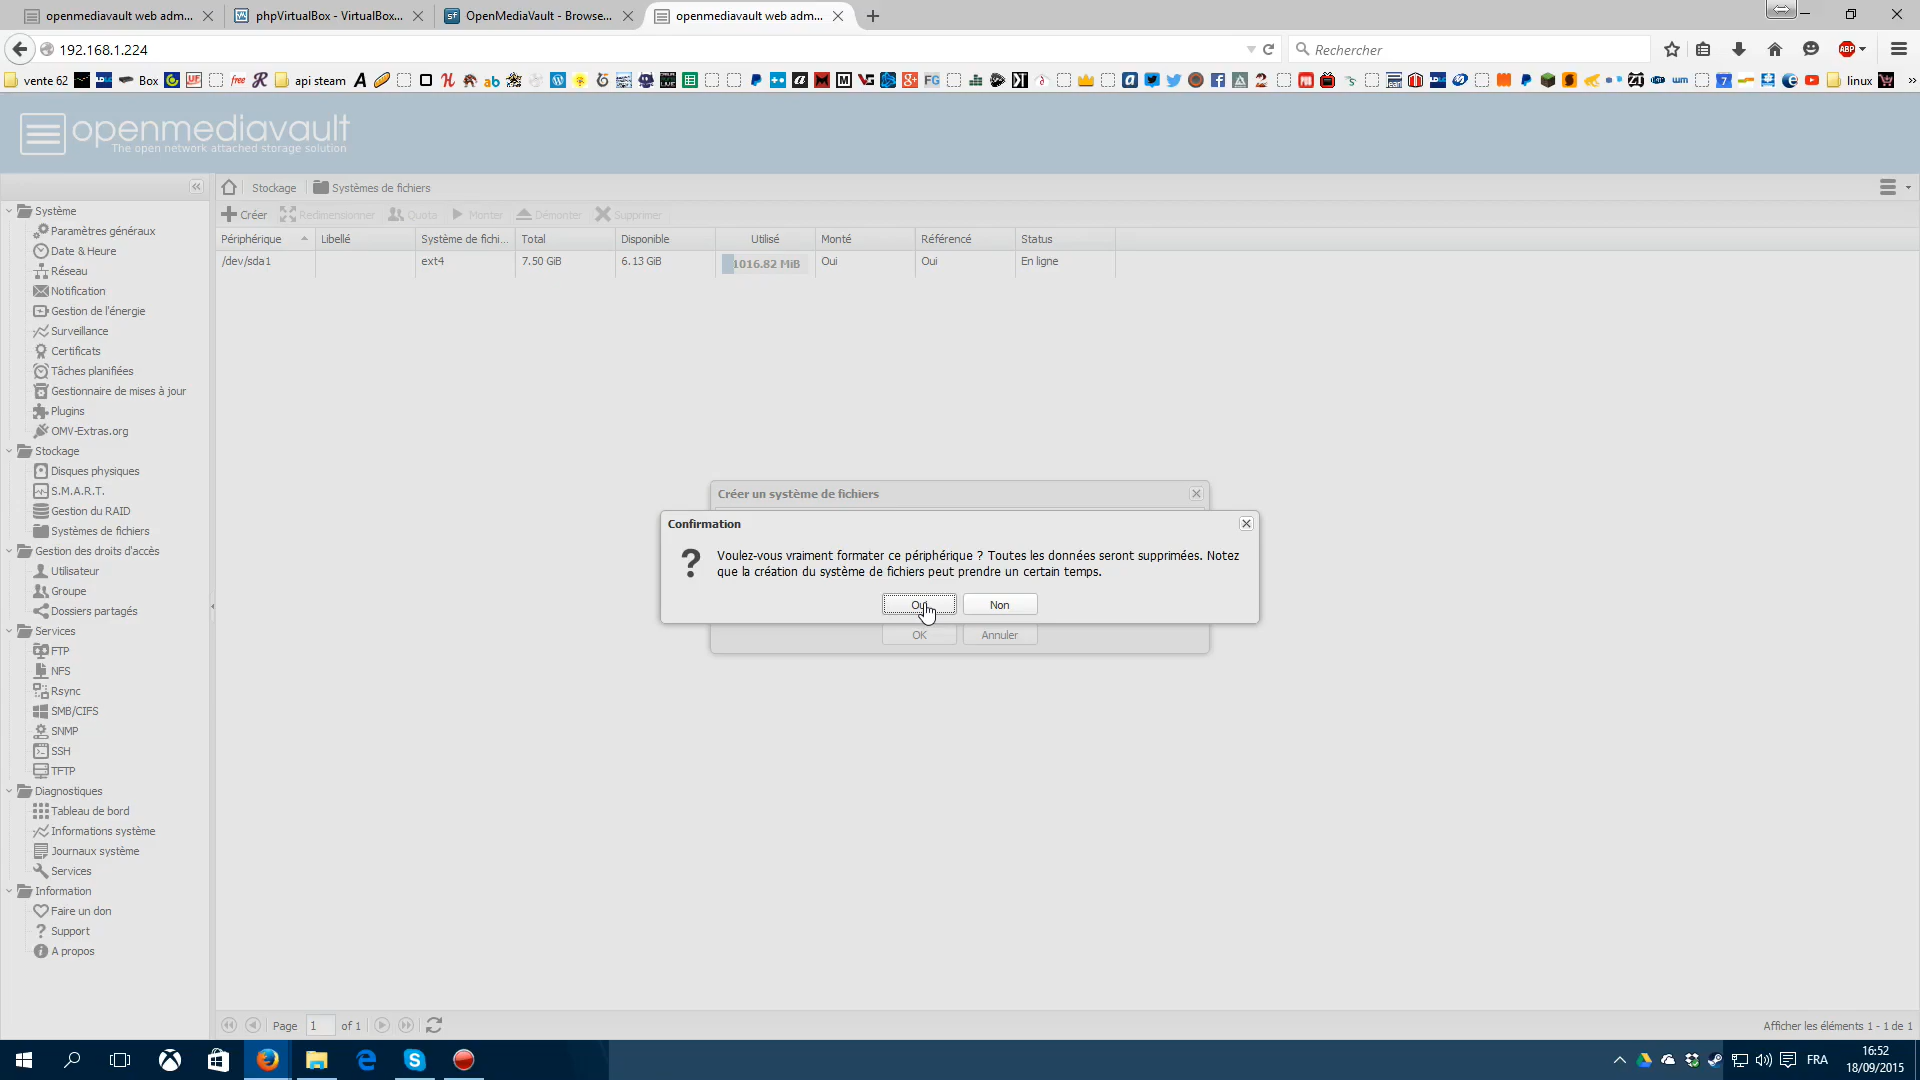 openmediavault web adm...
phpVirtualBox - VirtualBox...
OpenMediaVault - Browse...
openmediavault web adm...
192.168.1.224
Rechercher
vente 62
Box
free
api steam
linux
openmediavault
The open network attached storage solution
Stockage
Systèmes de fichiers
Créer
Redimensionner
Quota
Monter
Démonter
Supprimer
Périphérique
Libellé
Système de fichi...
Total
Disponible
Utilisé
Monté
Référencé
Status
/dev/sda1
ext4
7.50 GiB
6.13 GiB
1016.82 MiB
Oui
Oui
En ligne
Système
Paramètres généraux
Date & Heure
Réseau
Notification
Gestion de l'énergie
Surveillance
Certificats
Tâches planifiées
Gestionnaire de mises à jour
Plugins
OMV-Extras.org
Stockage
Disques physiques
S.M.A.R.T.
Gestion du RAID
Systèmes de fichiers
Gestion des droits d'accès
Utilisateur
Groupe
Dossiers partagés
Services
FTP
NFS
Rsync
SMB/CIFS
SNMP
SSH
TFTP
Diagnostiques
Tableau de bord
Informations système
Journaux système
Services
Information
Faire un don
Support
A propos
Créer un système de fichiers
Confirmation
Voulez-vous vraiment formater ce périphérique ? Toutes les données seront supprimées. Notez
que la création du système de fichiers peut prendre un certain temps.
Non
OK
Annuler
Page
1
of 1
Afficher les éléments 1 - 1 de 1
FRA
16:52
18/09/2015